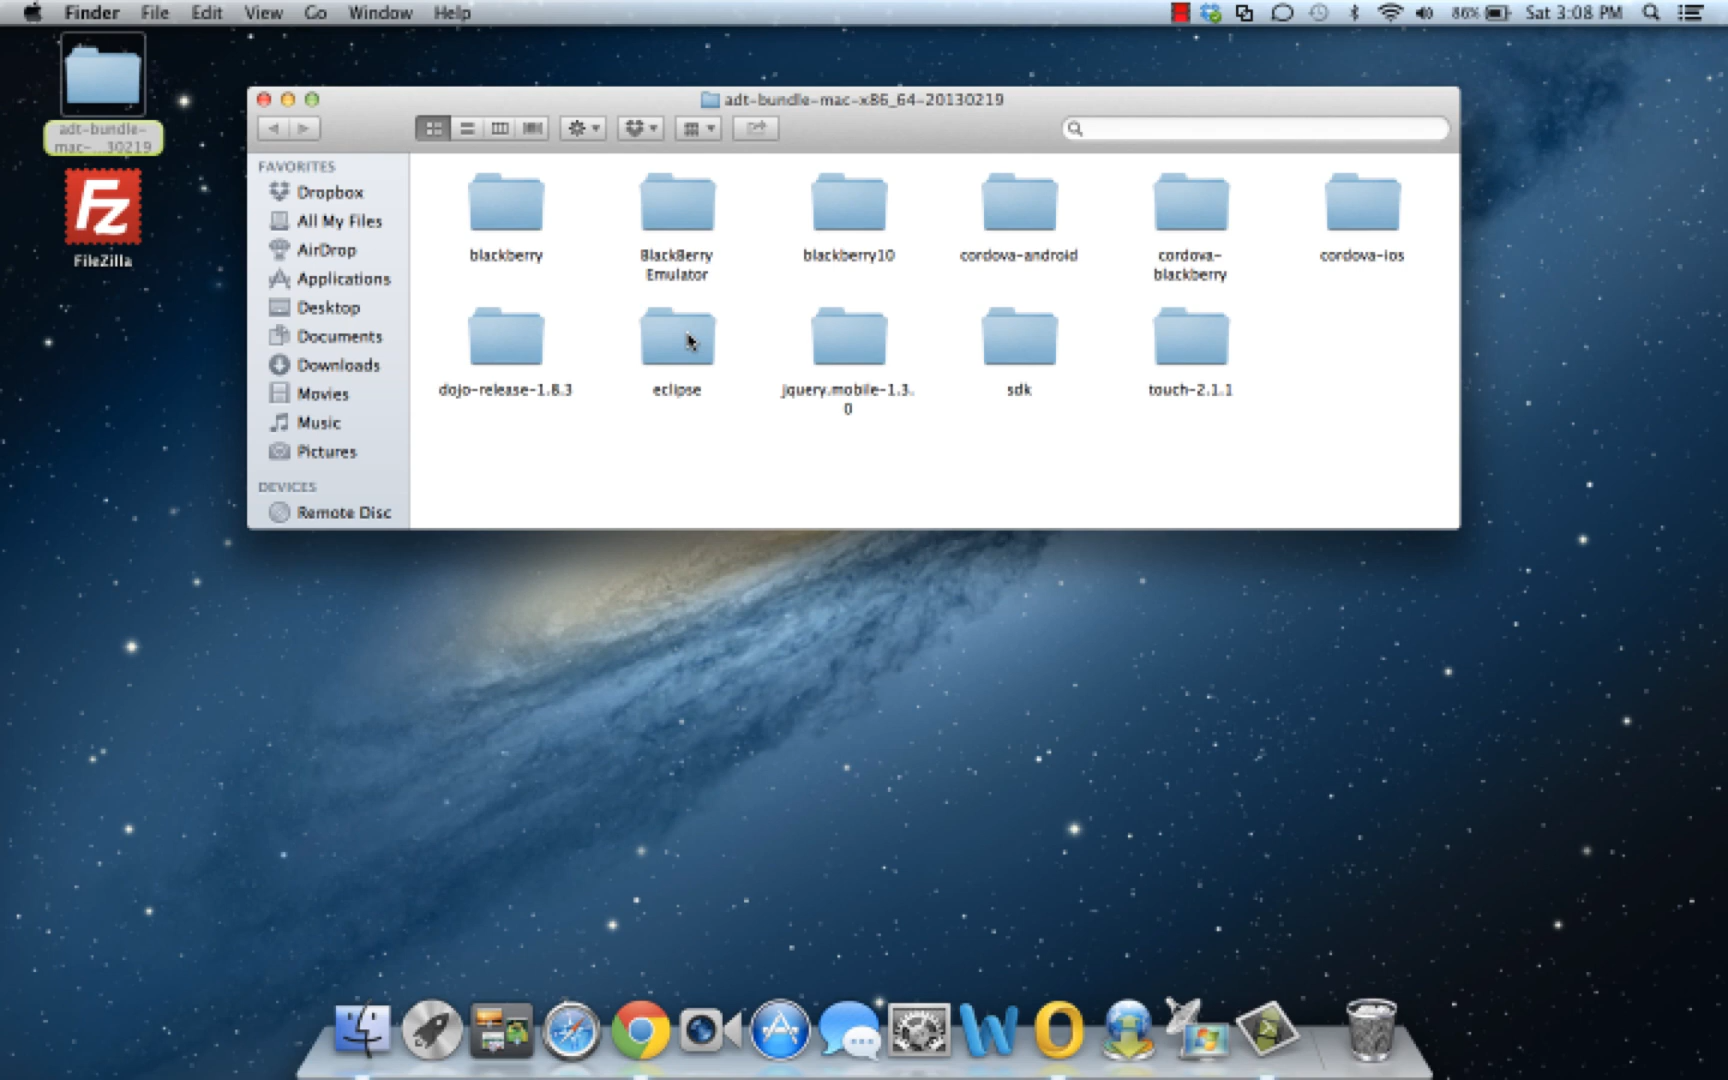 Finder File Edit View Go Window Help
86% Sat 3:08 PM
adt-bundle-
mac-...30219
FileZilla
adt-bundle-mac-x86_64-20130219
FAVORITES
Dropbox
All My Files
AirDrop
Applications
Desktop
Documents
Downloads
Movies
Music
Pictures
DEVICES
Remote Disc
blackberry
BlackBerry
Emulator
blackberry10
cordova-android
cordova-
blackberry
cordova-ios
dojo-release-1.8.3
eclipse
jquery.mobile-1.3.
0
sdk
touch-2.1.1